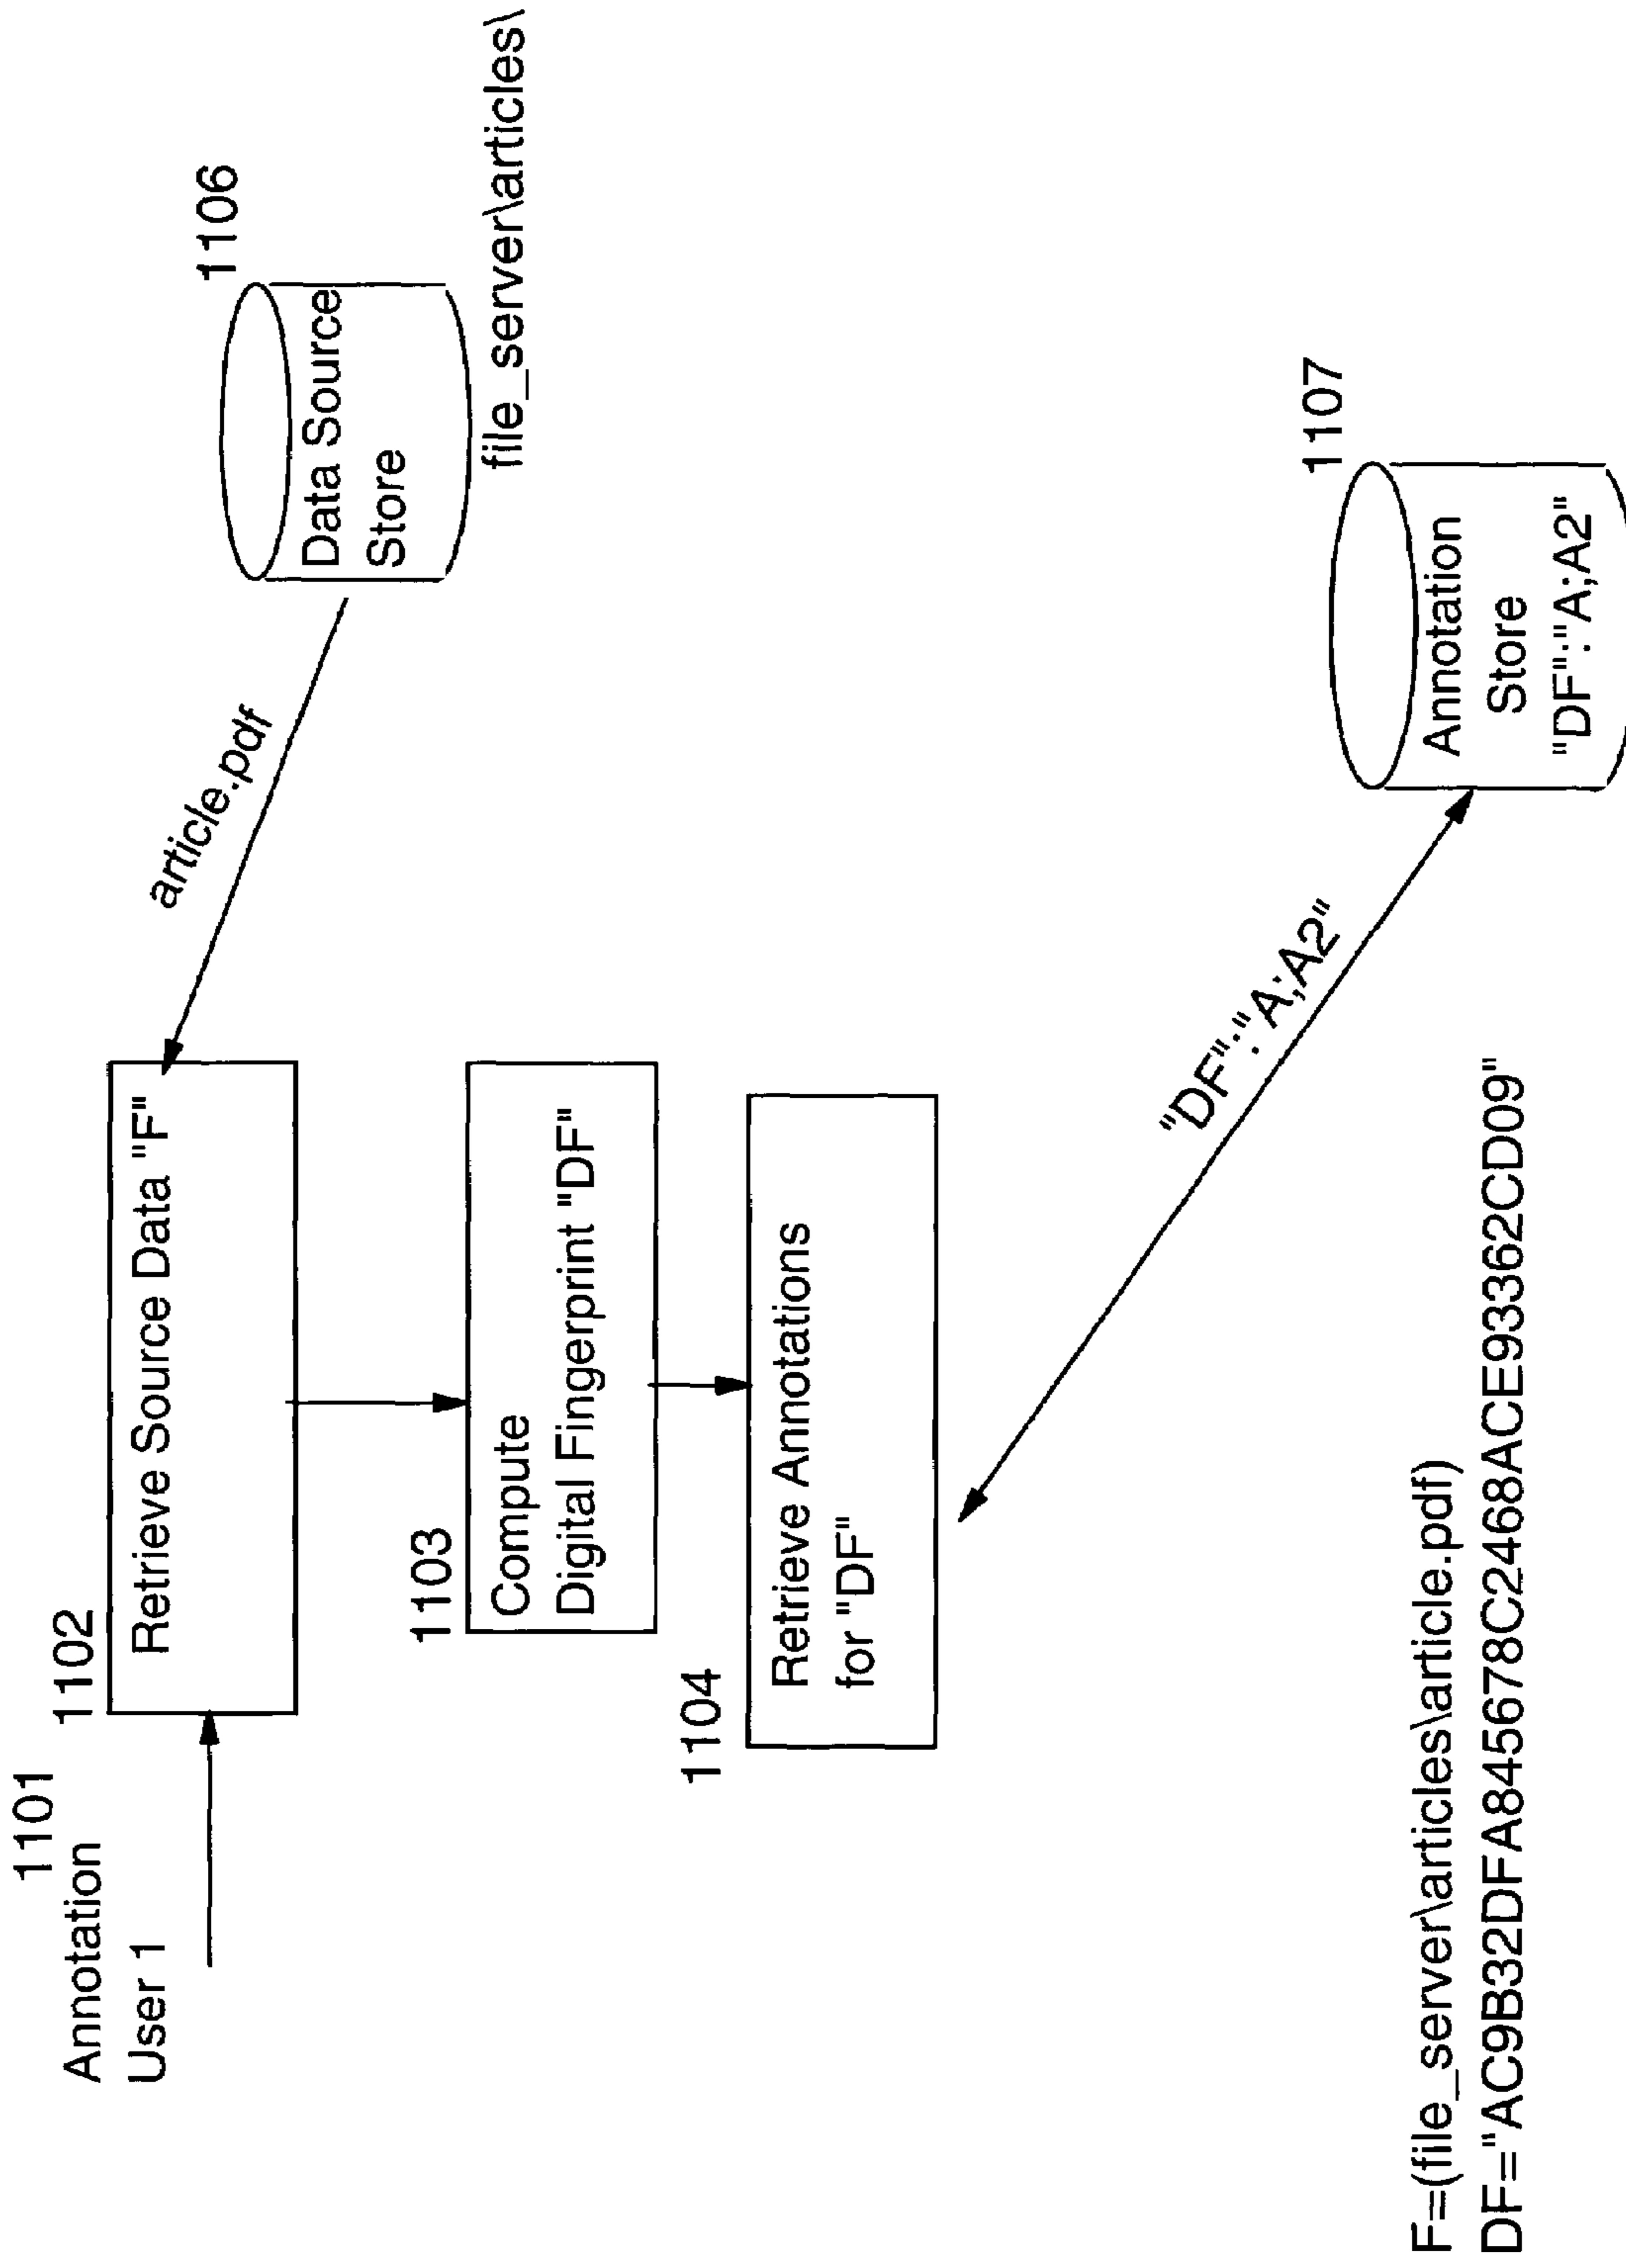 1101
Annotation
User 1
1102
Retrieve Source Data "F"
article.pdf
1106
Data Source
Store
file_server\articles\
1103
Compute
Digital Fingerprint "DF"
1104
Retrieve Annotations
for "DF"
"DF":"A;A2"
1107
Annotation
Store
"DF":"A;A2"
F=(file_server\articles\article.pdf)
DF="AC9B32DFA845678C2468ACE93362CD09"